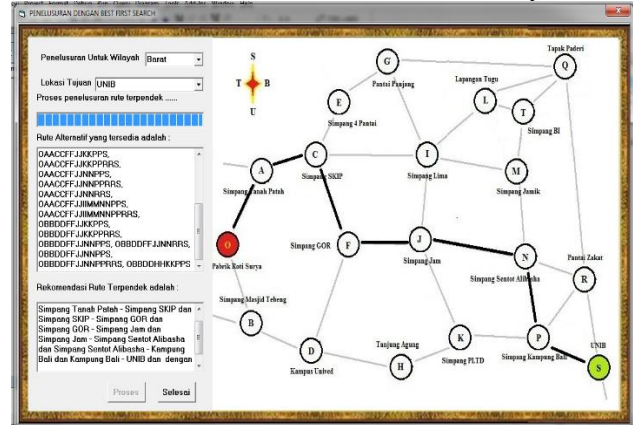 PENELUSURAN DENGAN BEST FIRST SEARCH
Penelusuran Untuk Wilayah Barat
Lokasi Tujuan UNIB
Proses penelusuran rute terpendek ......
Rute Alternatif yang tersedia adalah :
OAACCFFJJKKPPS,
OAACCFFJJKKPPRRS,
OAACCFFJJNNPPS,
OAACCFFJJNNPPRRS,
OAACCFFJJNNRRS,
OAACCFFJJIIMMNNPPS,
OAACCFFJJIIMMNNPPRRS,
OBBDDFFJJKKPPS,
OBBDDFFJJKKPPRRS,
OBBDDFFJJNNPPS, OBBDDFFJJNNRRS,
OBBDDFFJJNNPPRRS, OBBDDHHKKPPS
Rekomendasi Rute Terpendek adalah :
Simpang Tanah Patah - Simpang SKIP dan
Simpang SKIP - Simpang GOR dan
Simpang GOR - Simpang Jam dan
Simpang Jam - Simpang Sentot Alibasha
dan Simpang Sentot Alibasha - Kampung
Bali dan Kampung Bali - UNIB dan dengan
Proses
Selesai
S
T
B
U
G
Pantai Panjang
Tapak Paderi
Q
Lapangan Tugu
L
T
Simpang BI
E
Simpang 4 Pantai
A
Simpang Tanah Patah
C
Simpang SKIP
I
Simpang Lima
M
Simpang Jamik
O
Pabrik Roti Surya
Simpang GOR
F
J
Simpang Jam
N
Simpang Sentot Alibasha
Pantai Zakat
R
Simpang Masjid Tebeng
B
D
Kampus Unived
Tanjung Agung
H
K
Simpang PLTD
P
Simpang Kampung Bali
UNIB
S